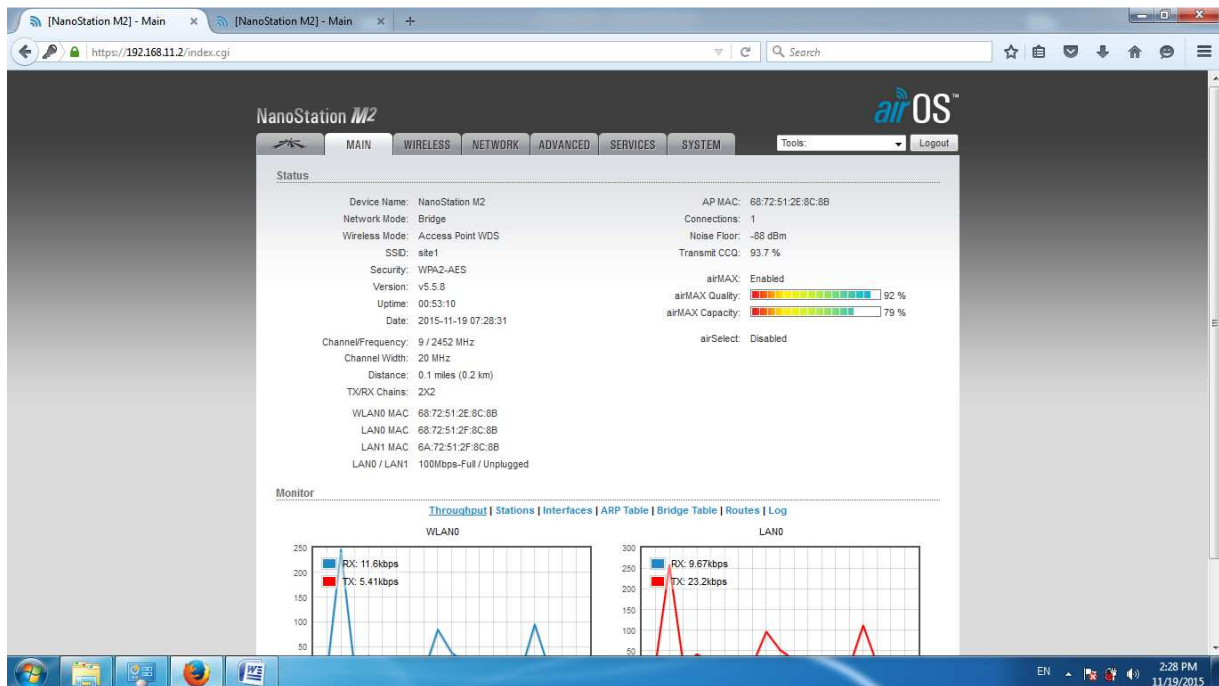 [NanoStation M2] - Main
[NanoStation M2] - Main
https://192.168.11.2/index.cgi
Search
NanoStation M2
airOS™
MAIN WIRELESS NETWORK ADVANCED SERVICES SYSTEM Tools: Logout
Status
Device Name: NanoStation M2
Network Mode: Bridge
Wireless Mode: Access Point WDS
SSID: site1
Security: WPA2-AES
Version: v5.5.8
Uptime: 00:53:10
Date: 2015-11-19 07:28:31
Channel/Frequency: 9 / 2452 MHz
Channel Width: 20 MHz
Distance: 0.1 miles (0.2 km)
TX/RX Chains: 2X2
WLAN0 MAC 68:72:51:2E:8C:8B
LAN0 MAC 68:72:51:2F:8C:8B
LAN1 MAC 6A:72:51:2F:8C:8B
LAN0 / LAN1 100Mbps-Full / Unplugged
AP MAC: 68:72:51:2E:8C:8B
Connections: 1
Noise Floor: -88 dBm
Transmit CCQ: 93.7 %
airMAX: Enabled
airMAX Quality: 92 %
airMAX Capacity: 79 %
airSelect: Disabled
Monitor
Throughput | Stations | Interfaces | ARP Table | Bridge Table | Routes | Log
WLAN0
250
200
150
100
50
RX: 11.6kbps
TX: 5.41kbps
LAN0
300
250
200
150
100
50
RX: 9.67kbps
TX: 23.2kbps
EN
2:28 PM
11/19/2015